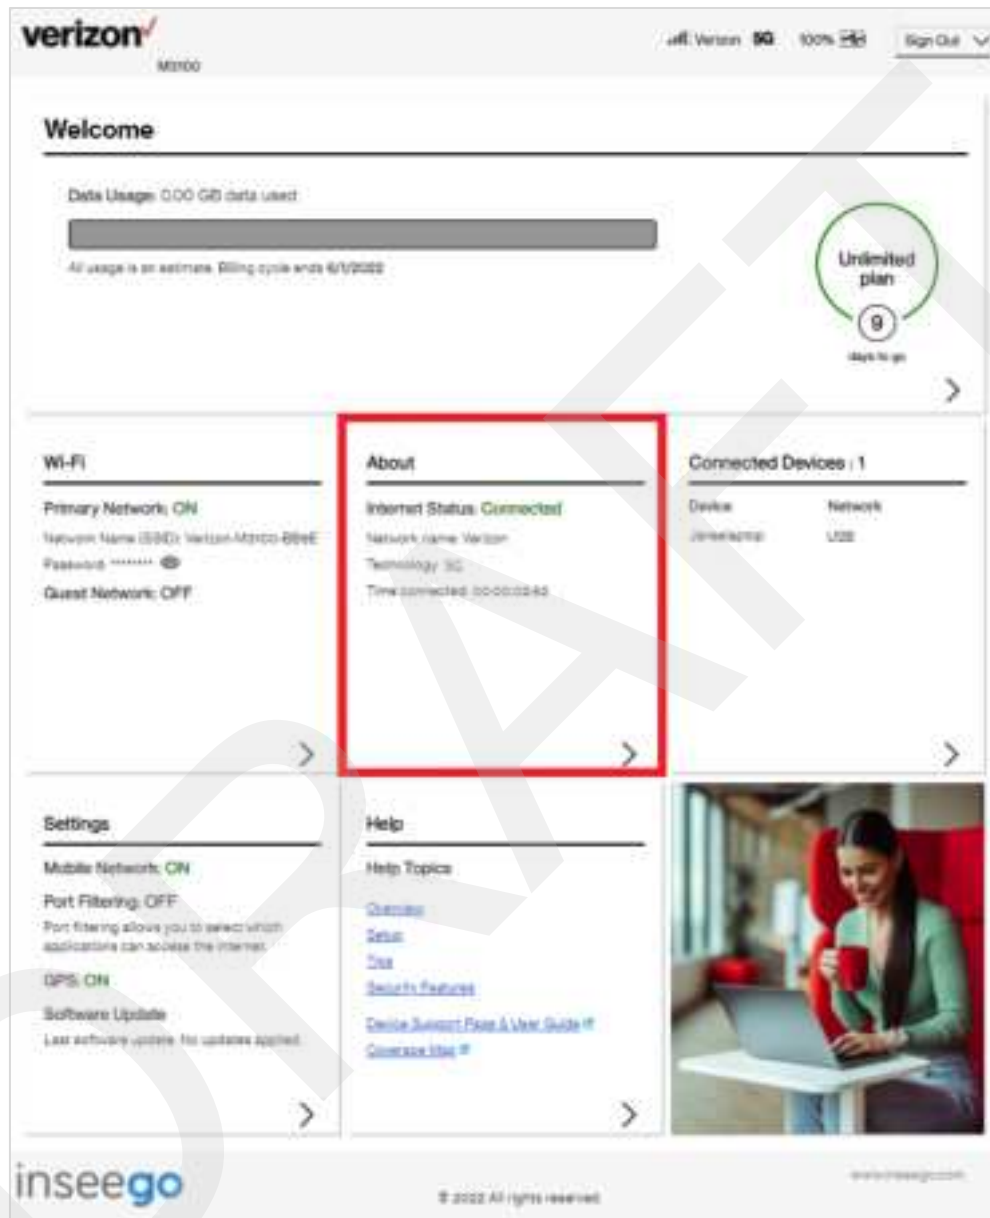 verizon
M3100
Verizon 5G 100% Sign Out
Welcome
Data Usage: 0.00 GB data used
All usage is an estimate. Billing cycle ends 6/1/2022
Unlimited
plan
9
days to go
Wi-Fi
Primary Network: ON
Network Name (SSID): Verizon-M3100-
Password: ********
Guest Network: OFF
About
Internet Status: Connected
Network name: Verizon
Technology: 5G
Time connected:
Connected Devices : 1
Device Network
USB
Settings
Mobile Network: ON
Port Filtering: OFF
Port filtering allows you to select which
applications can access the internet.
GPS: ON
Software Update
Last software update: No updates applied.
Help
Help Topics
Overview
Setup
Tips
Security Features
Device Support Page & User Guide
Coverage Map
inseego
© 2022 All rights reserved.
www.inseego.com
DRAFT